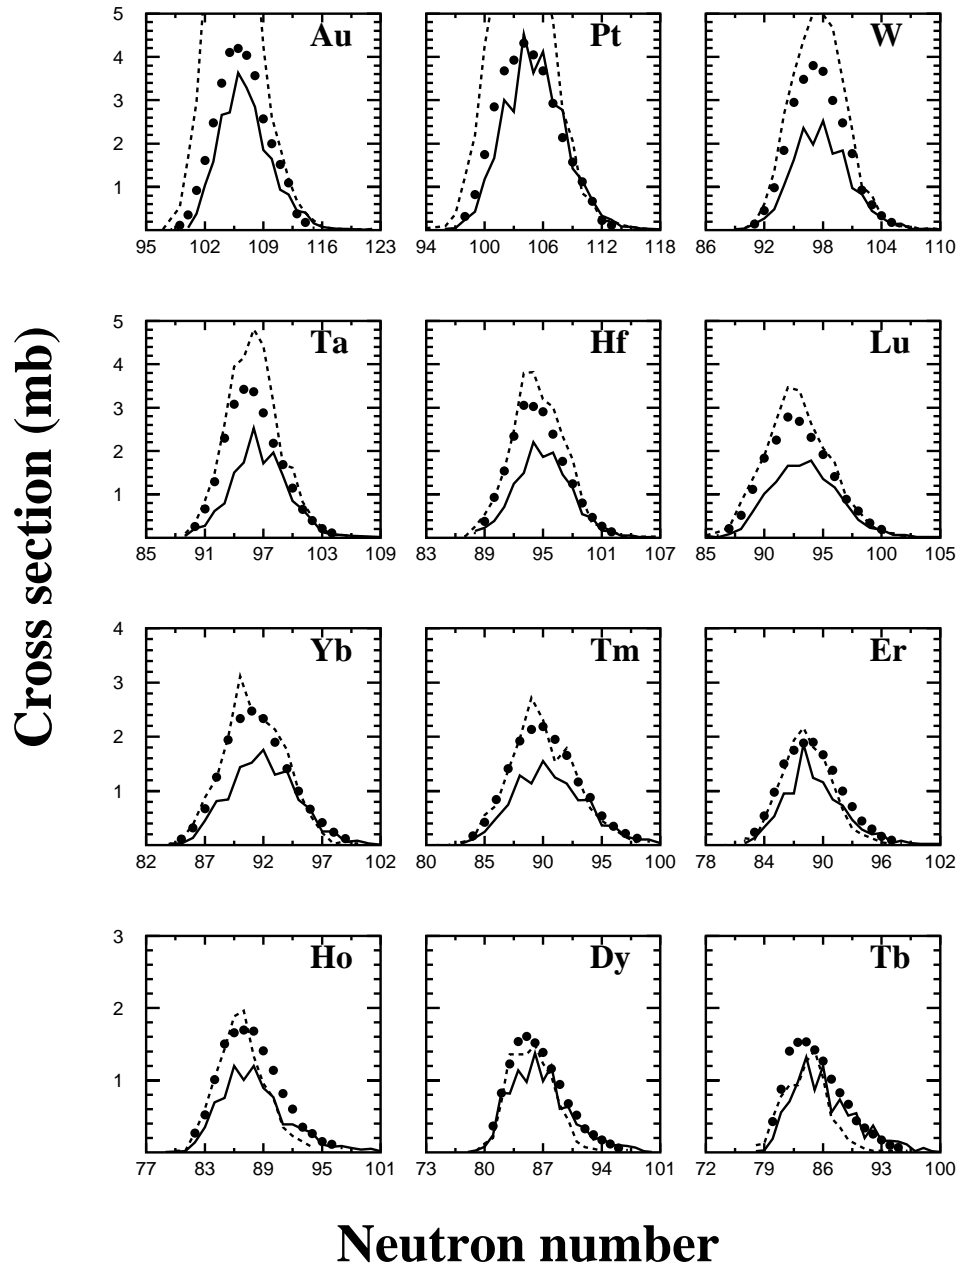 Cross section (mb)
5
4
3
2
1
Au
Pt
W
95 102 109 116 123
94 100 106 112 118
86 92 98 104 110
5
4
3
2
1
Ta
Hf
Lu
85 91 97 103 109
83 89 95 101 107
85 90 95 100 105
4
3
2
1
Yb
Tm
Er
82 87 92 97 102
80 85 90 95 100
78 84 90 96 102
3
2
1
Ho
Dy
Tb
77 83 89 95 101
73 80 87 94 101
72 79 86 93 100
Neutron number